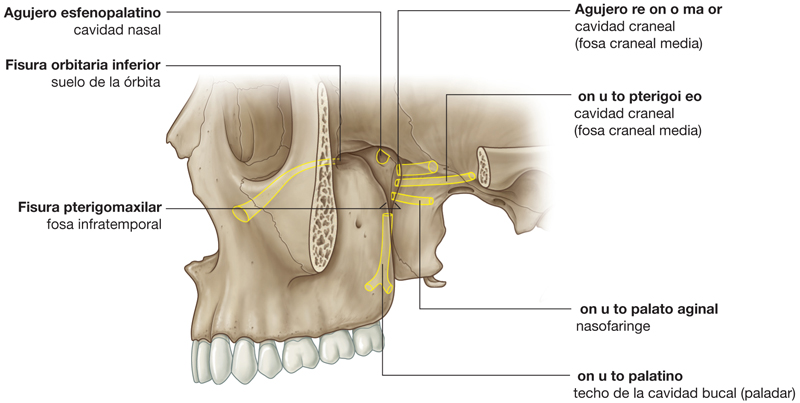 Agujero esfenopalatino
cavidad nasal
Fisura orbitaria inferior
suelo de la órbita
Fisura pterigomaxilar
fosa infratemporal
Agujero re on o ma or
cavidad craneal
(fosa craneal media)
on u to pterigoi eo
cavidad craneal
(fosa craneal media)
on u to palato aginal
nasofaringe
on u to palatino
techo de la cavidad bucal (paladar)